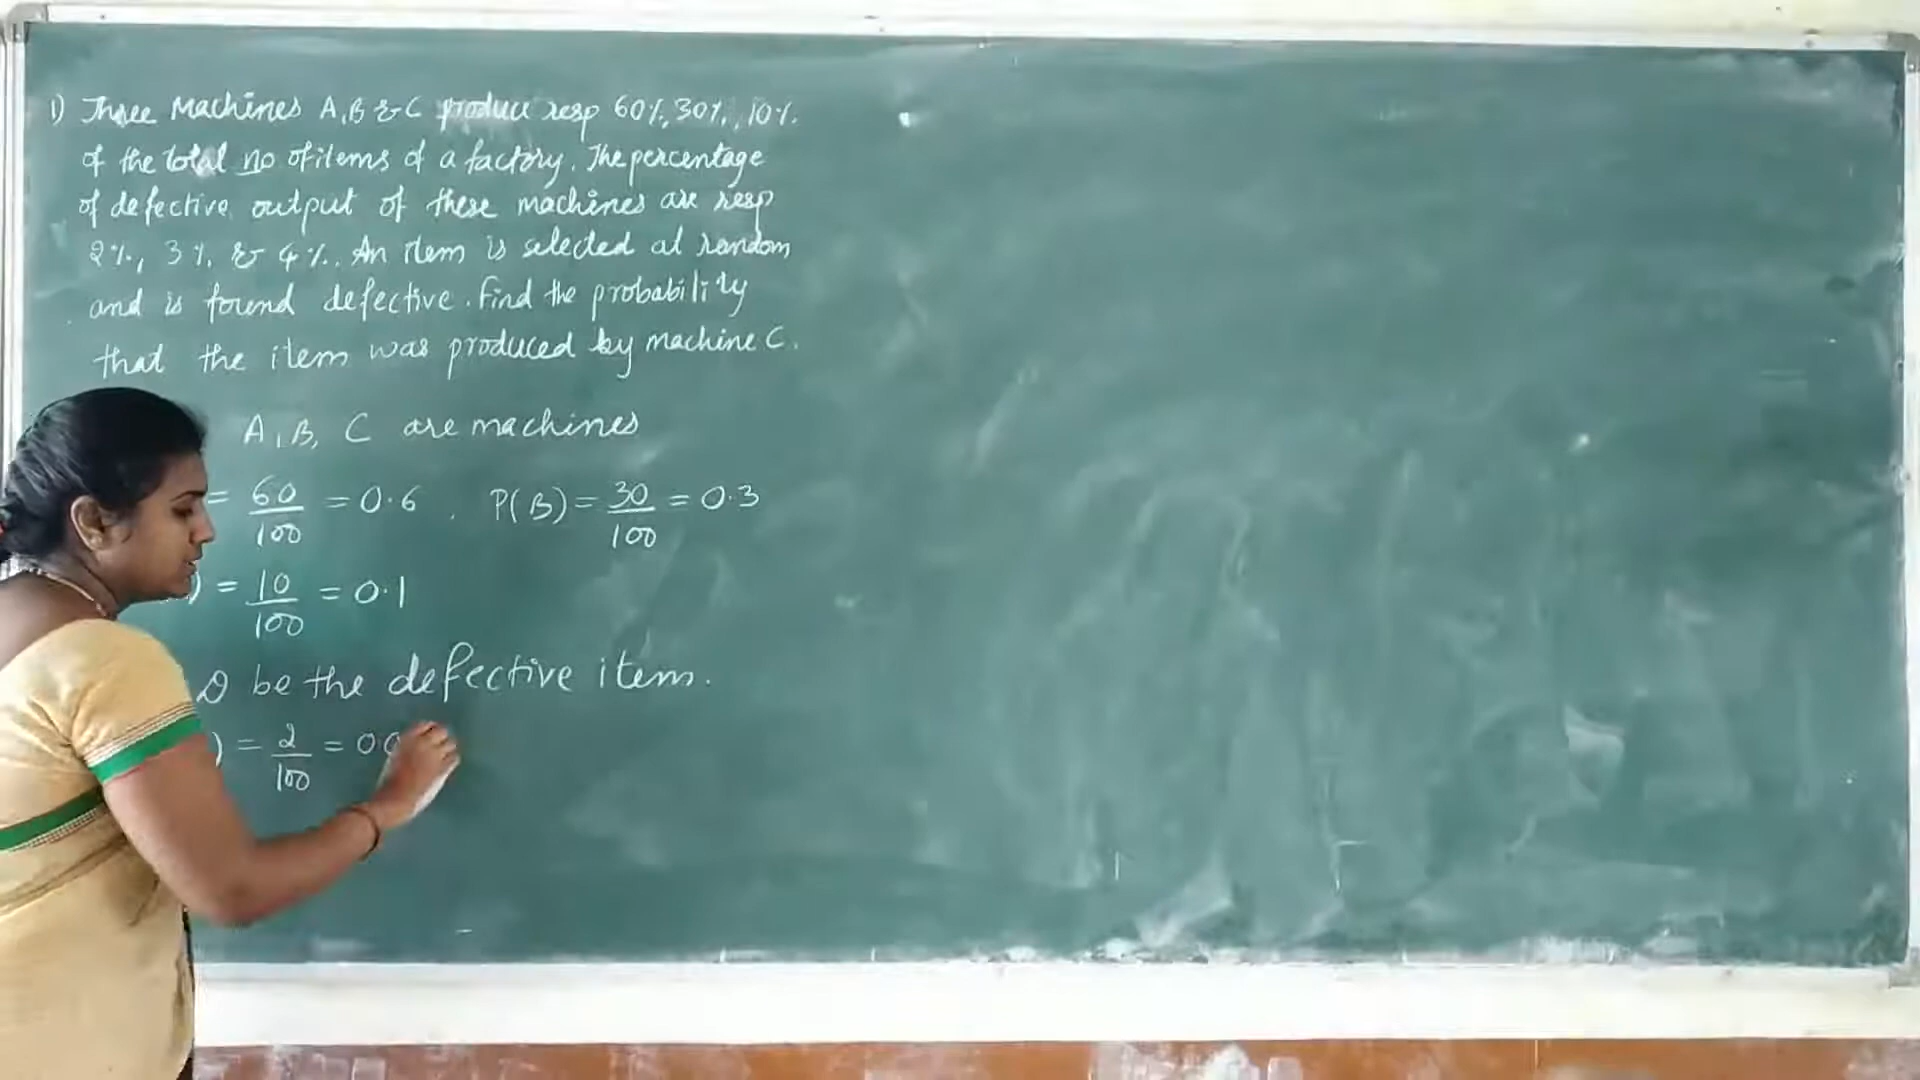 1) Three Machines A, B & C produce resp 60%, 30%, 10%.
of the total no of items of a factory. The percentage
of defective output of these machines are resp
2%, 3% & 4%. An item is selected at random
and is found defective. Find the probability
that the item was produced by machine C.
A, B, C are machines
= 60/100 = 0.6, P(B) = 30/100 = 0.3
) = 10/100 = 0.1
D be the defective item.
) = 2/100 = 0.0